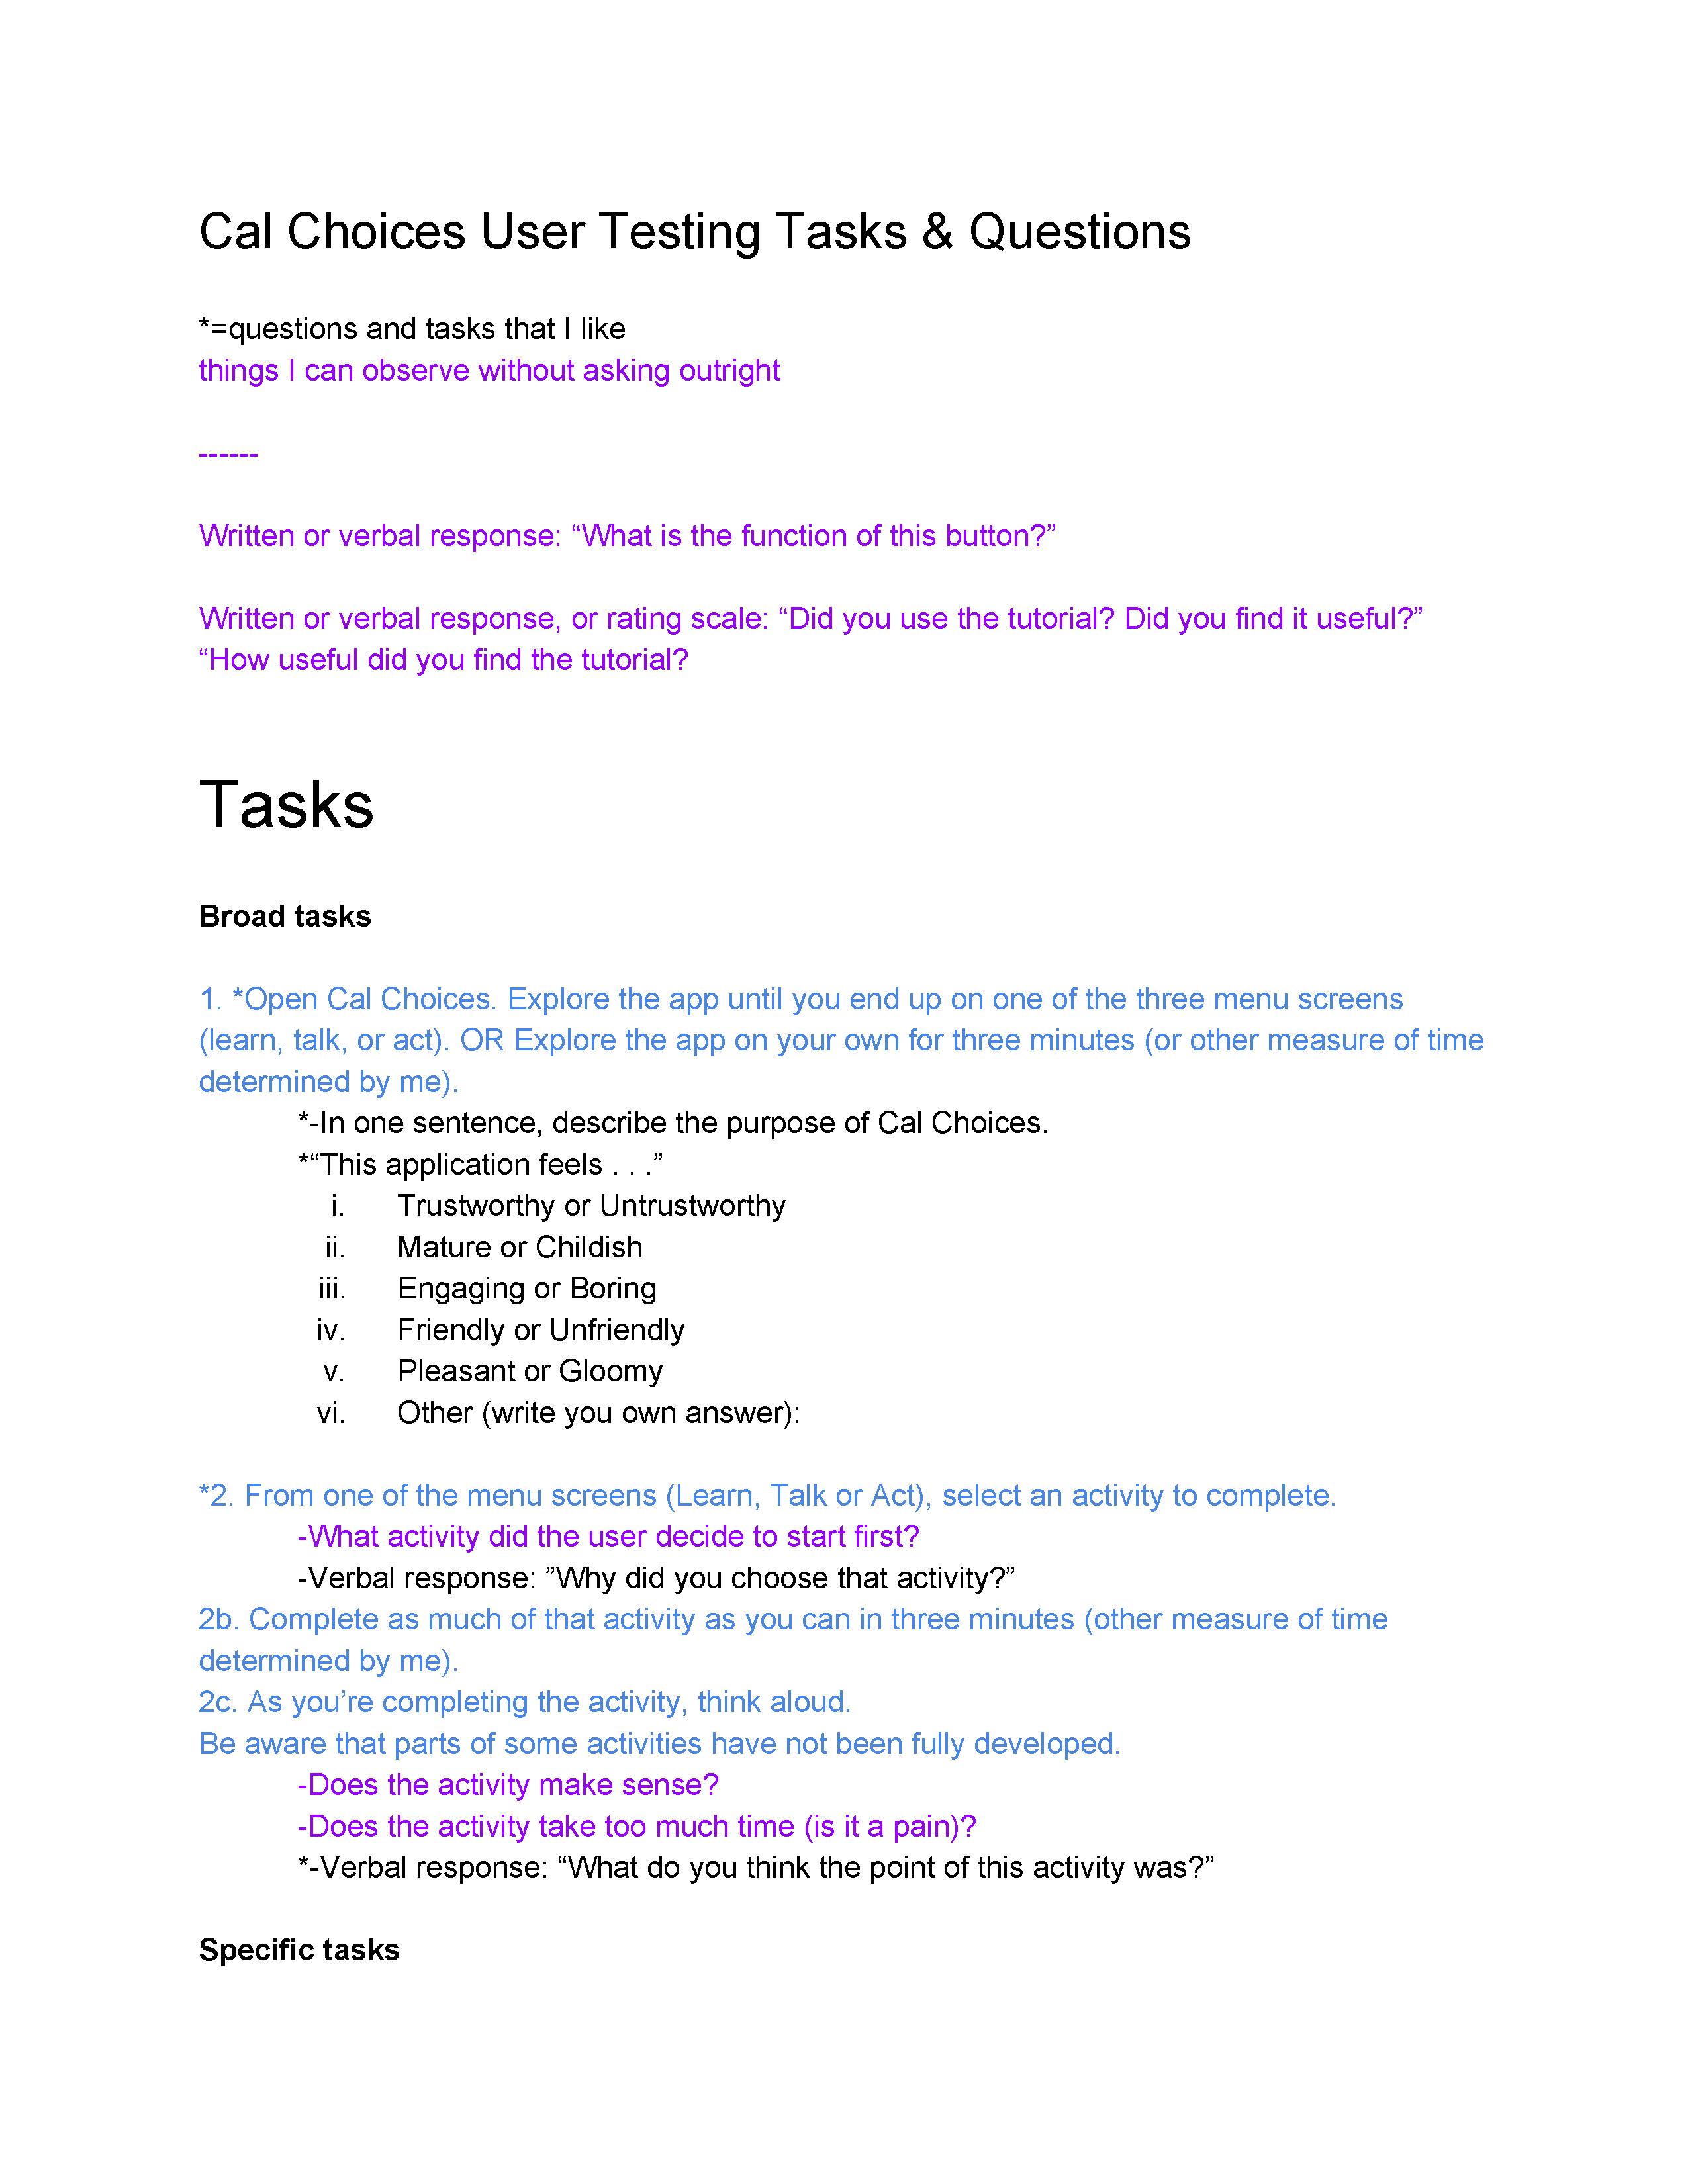 Cal Choices User Testing Tasks & Questions
*=questions and tasks that I like
things I can observe without asking outright
------
Written or verbal response: “What is the function of this button?”
Written or verbal response, or rating scale: “Did you use the tutorial? Did you find it useful?”
“How useful did you find the tutorial?
Tasks
Broad tasks
1. *Open Cal Choices. Explore the app until you end up on one of the three menu screens
(learn, talk, or act). OR Explore the app on your own for three minutes (or other measure of time
determined by me).
*-In one sentence, describe the purpose of Cal Choices.
*“This application feels . . .”
i. Trustworthy or Untrustworthy
ii. Mature or Childish
iii. Engaging or Boring
iv. Friendly or Unfriendly
v. Pleasant or Gloomy
vi. Other (write you own answer):
*2. From one of the menu screens (Learn, Talk or Act), select an activity to complete.
-What activity did the user decide to start first?
-Verbal response: ”Why did you choose that activity?”
2b. Complete as much of that activity as you can in three minutes (other measure of time
determined by me).
2c. As you’re completing the activity, think aloud.
Be aware that parts of some activities have not been fully developed.
-Does the activity make sense?
-Does the activity take too much time (is it a pain)?
*-Verbal response: “What do you think the point of this activity was?”
Specific tasks